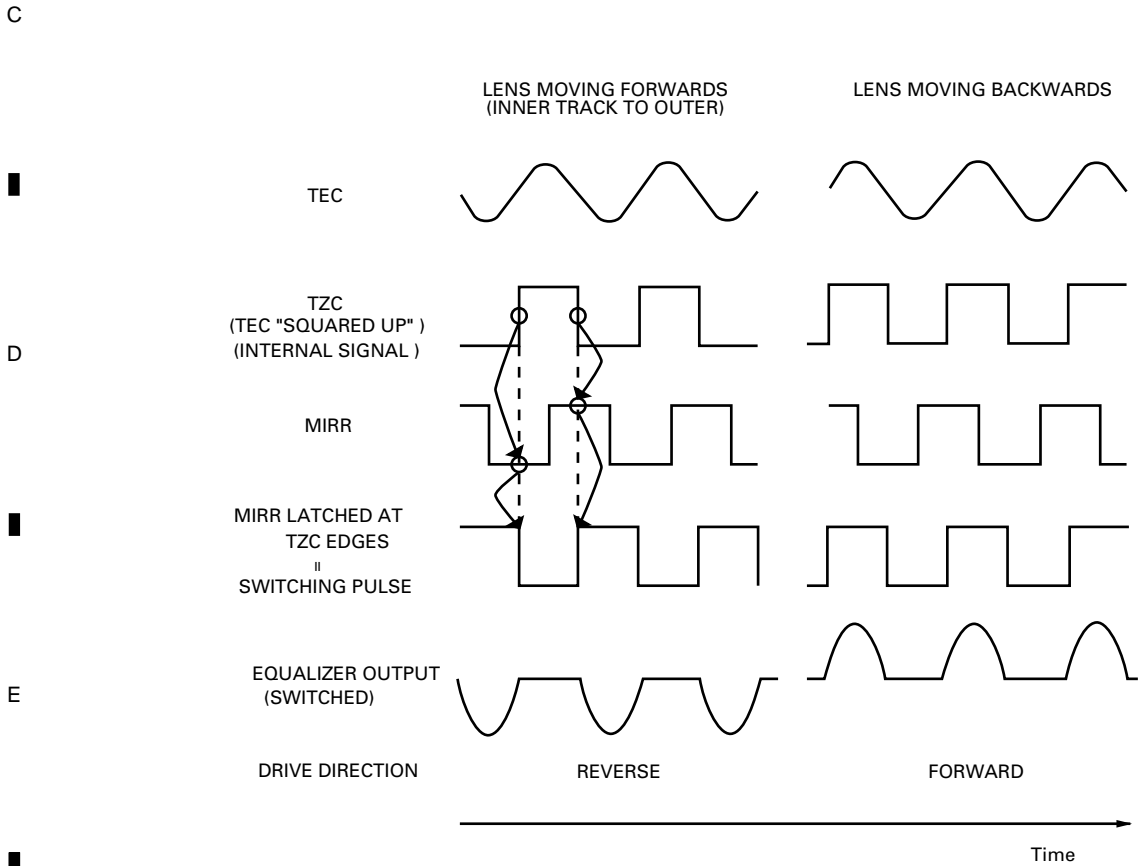 C
LENS MOVING FORWARDS
(INNER TRACK TO OUTER)
LENS MOVING BACKWARDS
TEC
TZC
(TEC "SQUARED UP" )
(INTERNAL SIGNAL )
D
MIRR
MIRR LATCHED AT
TZC EDGES
=
SWITCHING PULSE
EQUALIZER OUTPUT
(SWITCHED)
E
DRIVE DIRECTION
REVERSE
FORWARD
Time